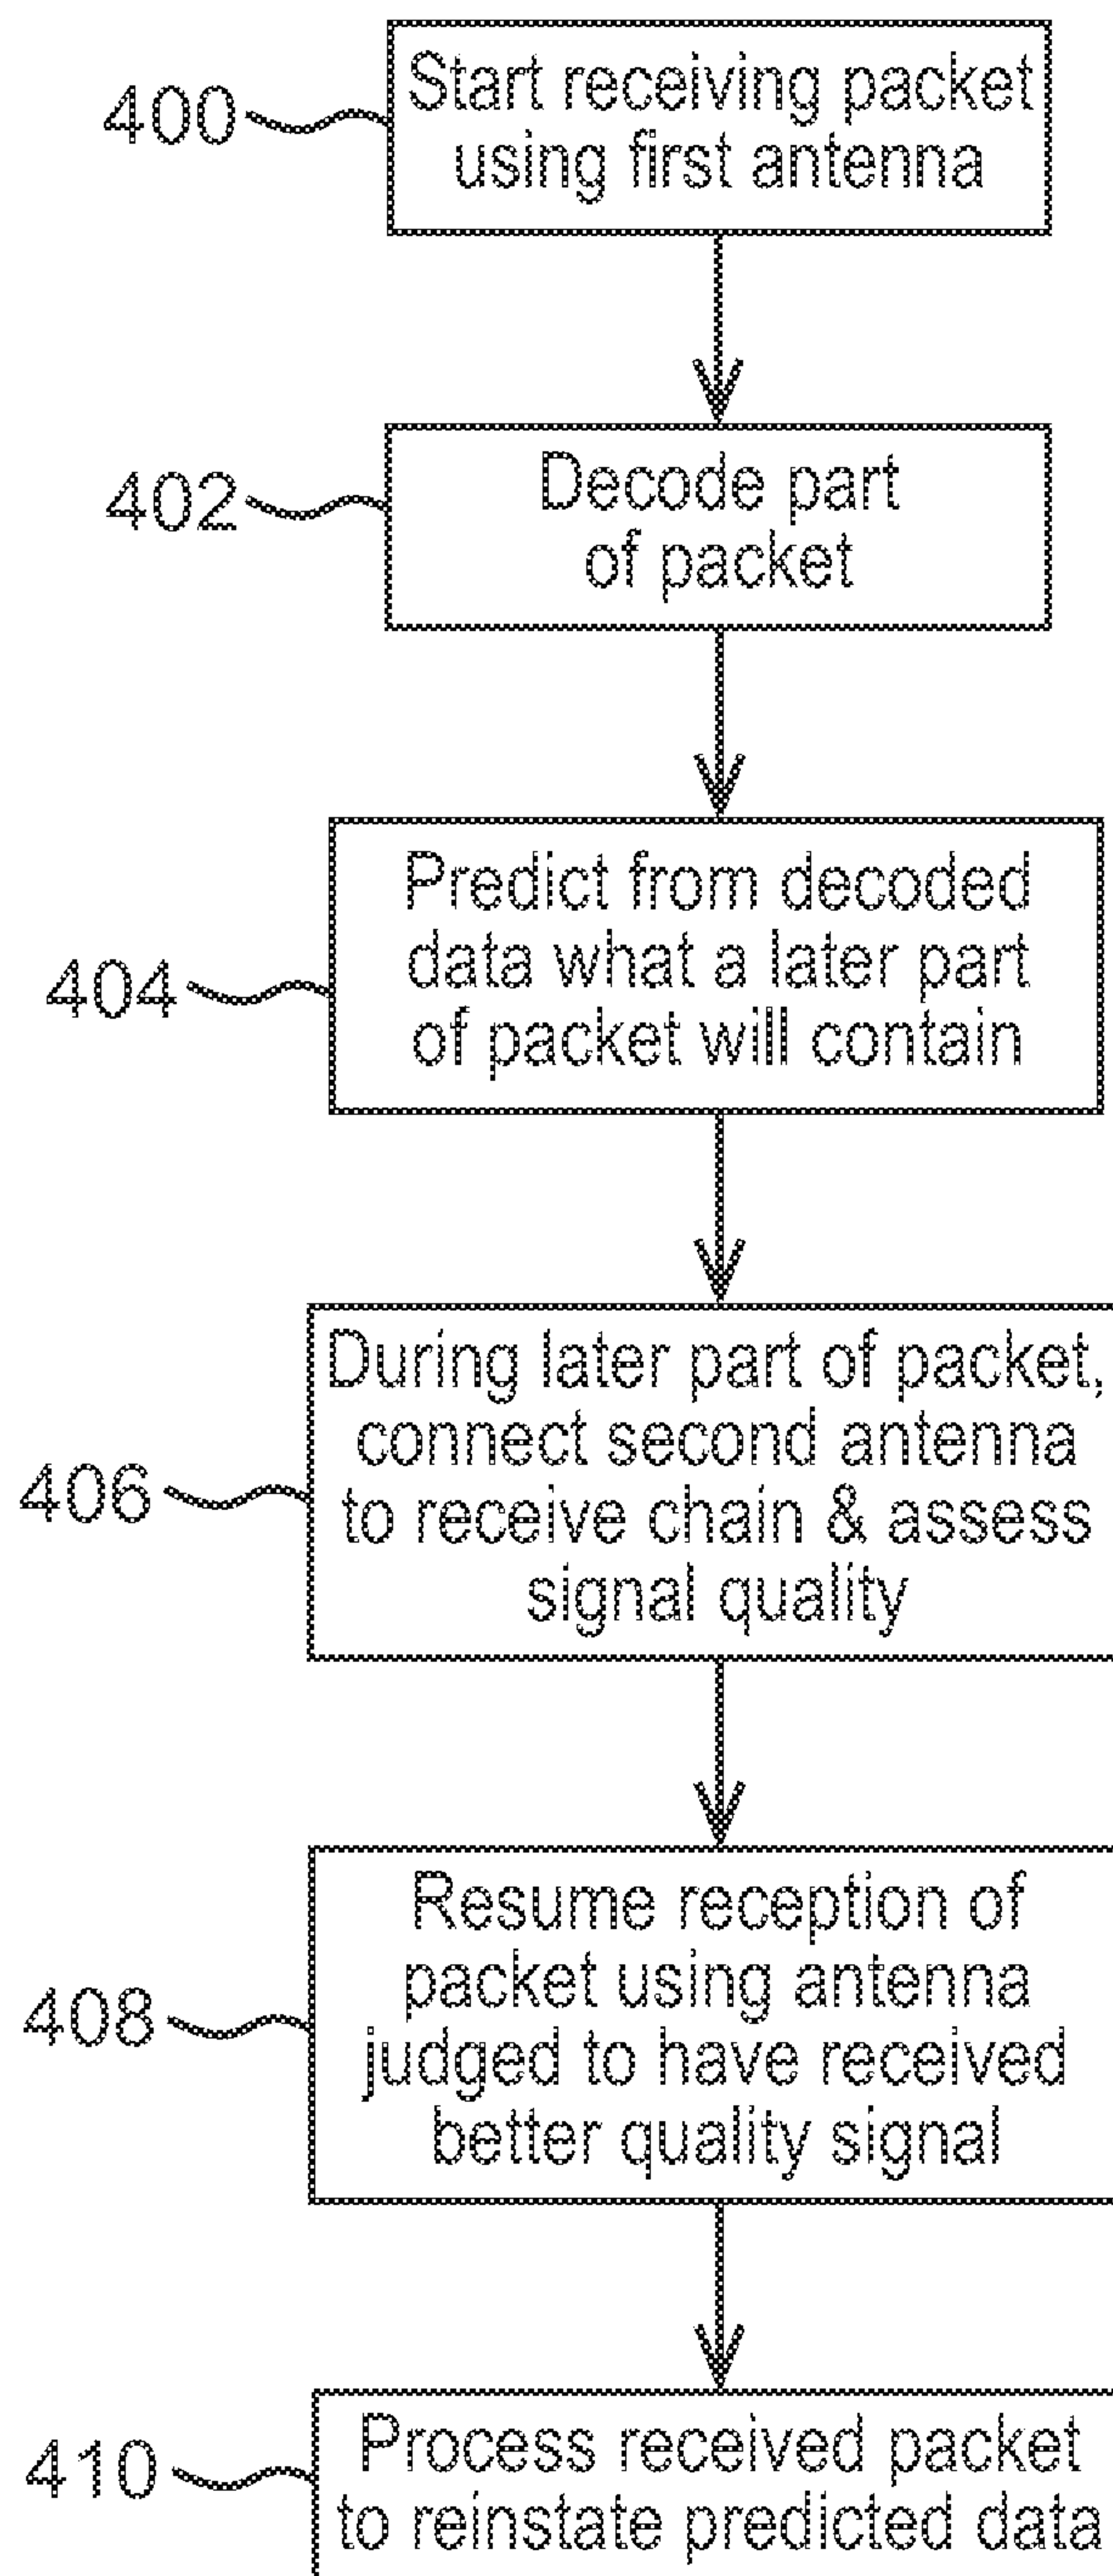 400
Start receiving packet
using first antenna
402
Decode part
of packet
404
Predict from decoded
data what a later part
of packet will contain
406
During later part of packet,
connect second antenna
to receive chain & assess
signal quality
408
Resume reception of
packet using antenna
judged to have received
better quality signal
410
Process received packet
to reinstate predicted data